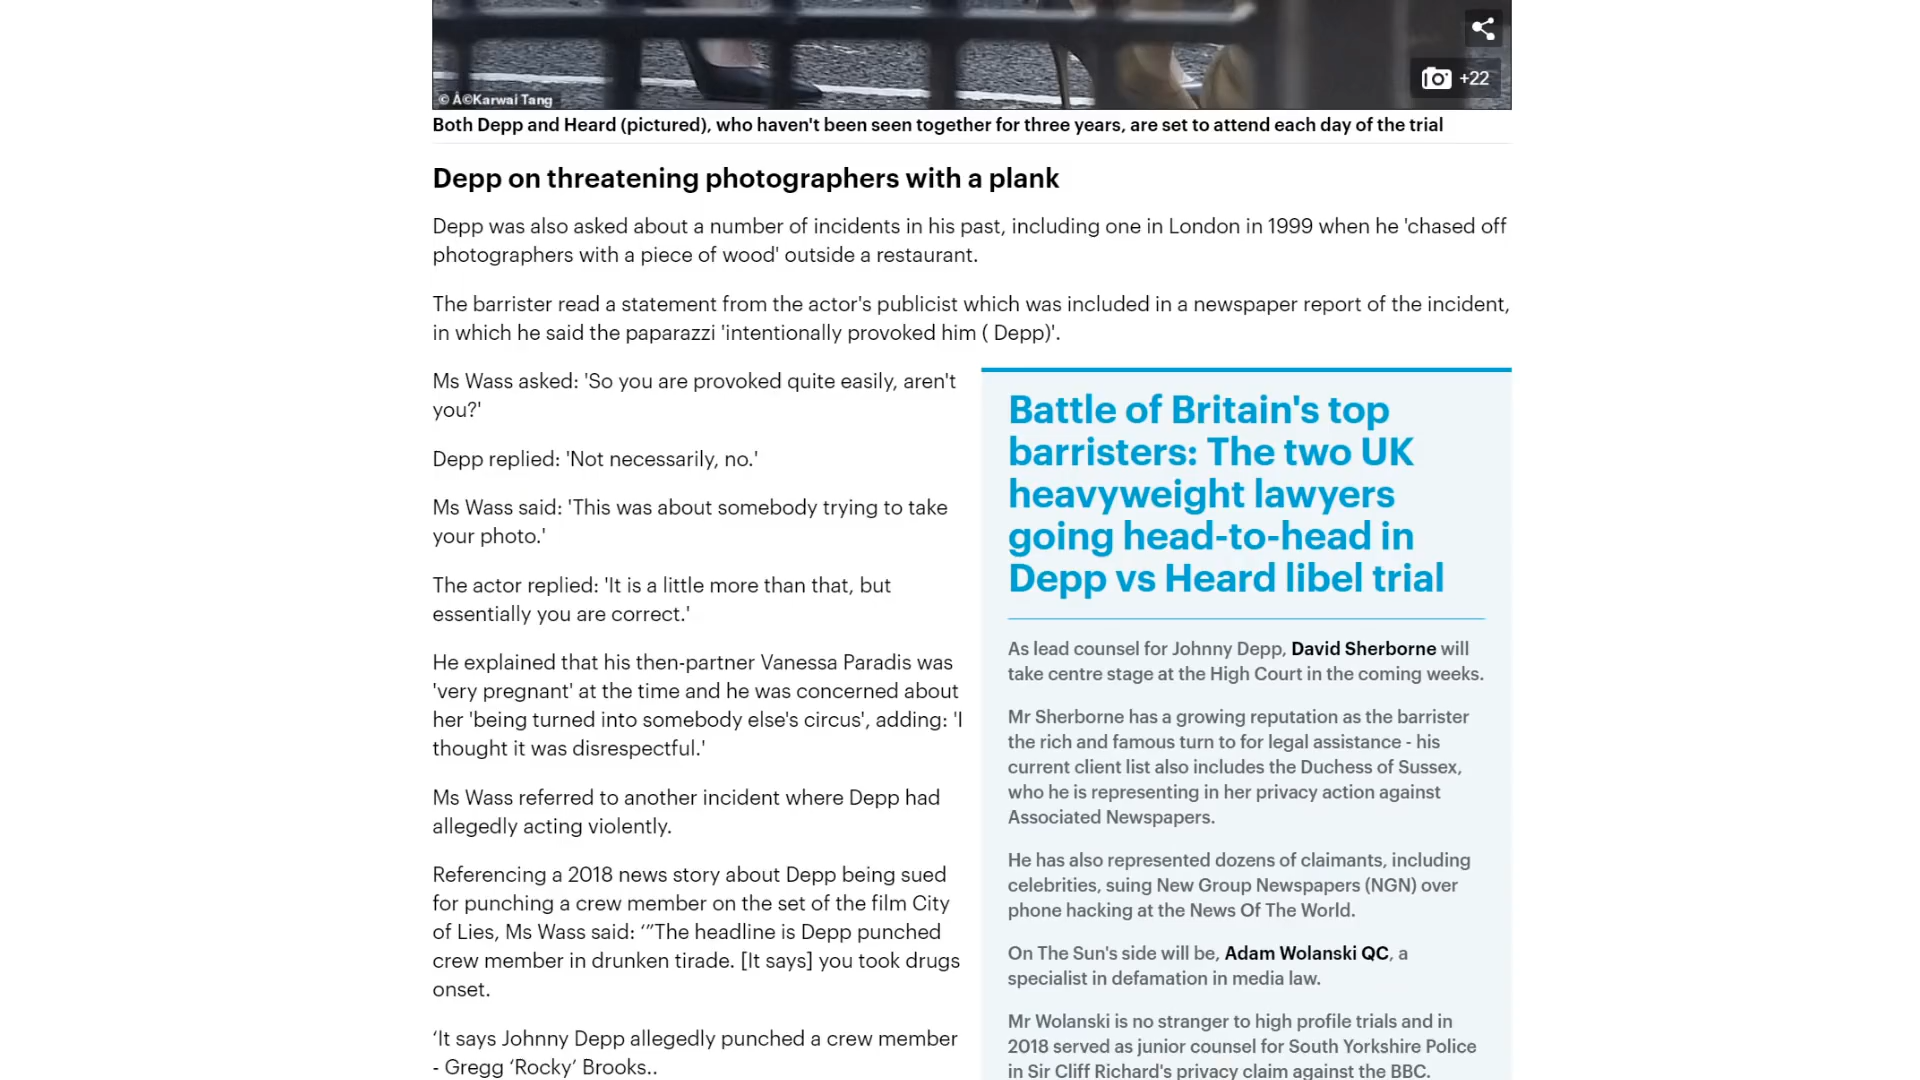 +22
© Â©Karwai Tang
Both Depp and Heard (pictured), who haven't been seen together for three years, are set to attend each day of the trial
Depp on threatening photographers with a plank
Depp was also asked about a number of incidents in his past, including one in London in 1999 when he 'chased off
photographers with a piece of wood' outside a restaurant.
The barrister read a statement from the actor's publicist which was included in a newspaper report of the incident,
in which he said the paparazzi 'intentionally provoked him ( Depp)'.
Ms Wass asked: 'So you are provoked quite easily, aren't
you?'
Depp replied: 'Not necessarily, no.'
Ms Wass said: 'This was about somebody trying to take
your photo.'
The actor replied: 'It is a little more than that, but
essentially you are correct.'
He explained that his then-partner Vanessa Paradis was
'very pregnant' at the time and he was concerned about
her 'being turned into somebody else's circus', adding: 'I
thought it was disrespectful.'
Ms Wass referred to another incident where Depp had
allegedly acting violently.
Referencing a 2018 news story about Depp being sued
for punching a crew member on the set of the film City
of Lies, Ms Wass said: ‘”The headline is Depp punched
crew member in drunken tirade. [It says] you took drugs
onset.
‘It says Johnny Depp allegedly punched a crew member
- Gregg ‘Rocky’ Brooks..
Battle of Britain's top
barristers: The two UK
heavyweight lawyers
going head-to-head in
Depp vs Heard libel trial
As lead counsel for Johnny Depp, David Sherborne will
take centre stage at the High Court in the coming weeks.
Mr Sherborne has a growing reputation as the barrister
the rich and famous turn to for legal assistance - his
current client list also includes the Duchess of Sussex,
who he is representing in her privacy action against
Associated Newspapers.
He has also represented dozens of claimants, including
celebrities, suing New Group Newspapers (NGN) over
phone hacking at the News Of The World.
On The Sun's side will be, Adam Wolanski QC, a
specialist in defamation in media law.
Mr Wolanski is no stranger to high profile trials and in
2018 served as junior counsel for South Yorkshire Police
in Sir Cliff Richard's privacy claim against the BBC.